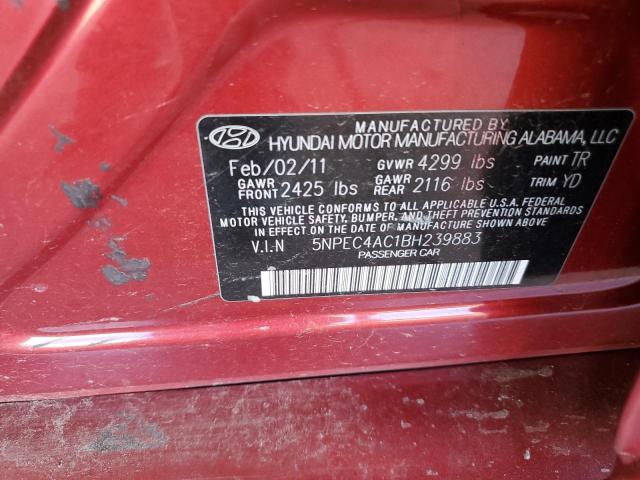 MANUFACTURED BY
HYUNDAI MOTOR MANUFACTURING ALABAMA, LLC
Feb/02/11 GVWR 4299 lbs PAINT TR
GAWR FRONT 2425 lbs GAWR REAR 2116 lbs TRIM YD
THIS VEHICLE CONFORMS TO ALL APPLICABLE U.S.A. FEDERAL
MOTOR VEHICLE SAFETY, BUMPER, AND THEFT PREVENTION STANDARDS
IN EFFECT ON THE DATE OF MANUFACTURE SHOWN ABOVE.
V.I.N 5NPEC4AC1BH239883
PASSENGER CAR